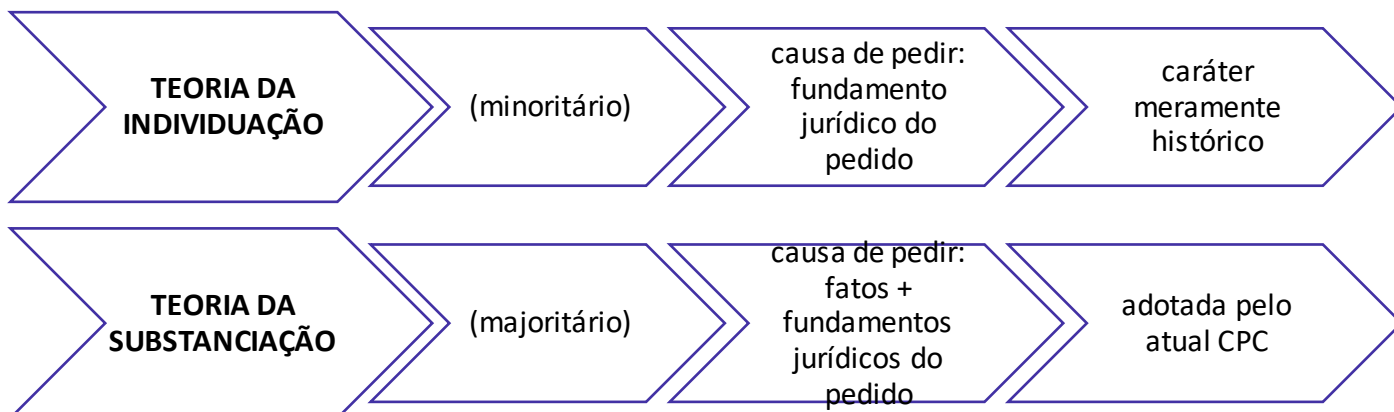 TEORIA DA
INDIVIDUAÇÃO
(minoritário)
causa de pedir:
fundamento
jurídico do
pedido
caráter
meramente
histórico
TEORIA DA
SUBSTANCIAÇÃO
(majoritário)
causa de pedir:
fatos +
fundamentos
jurídicos do
pedido
adotada pelo
atual CPC